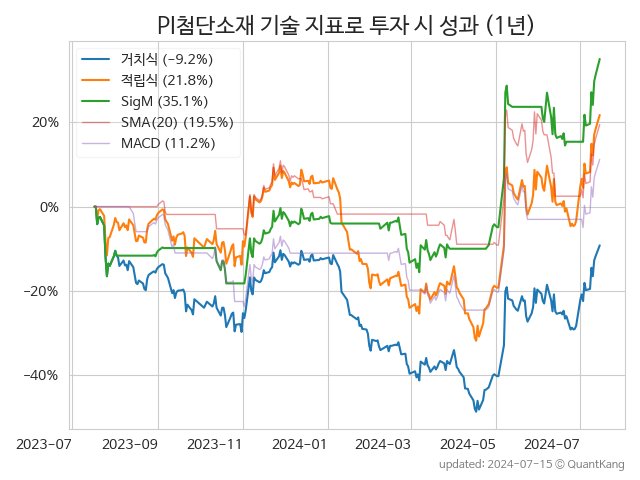 PI첨단소재 기술 지표로 투자 시 성과 (1년)
거치식 (−9.2%)
적립식 (21.8%)
SigM (35.1%)
SMA(20) (19.5%)
MACD (11.2%)
20%
0%
−20%
−40%
2023-07 2023-09 2023-11 2024-01 2024-03 2024-05 2024-07
updated: 2024-07-15 © QuantKang